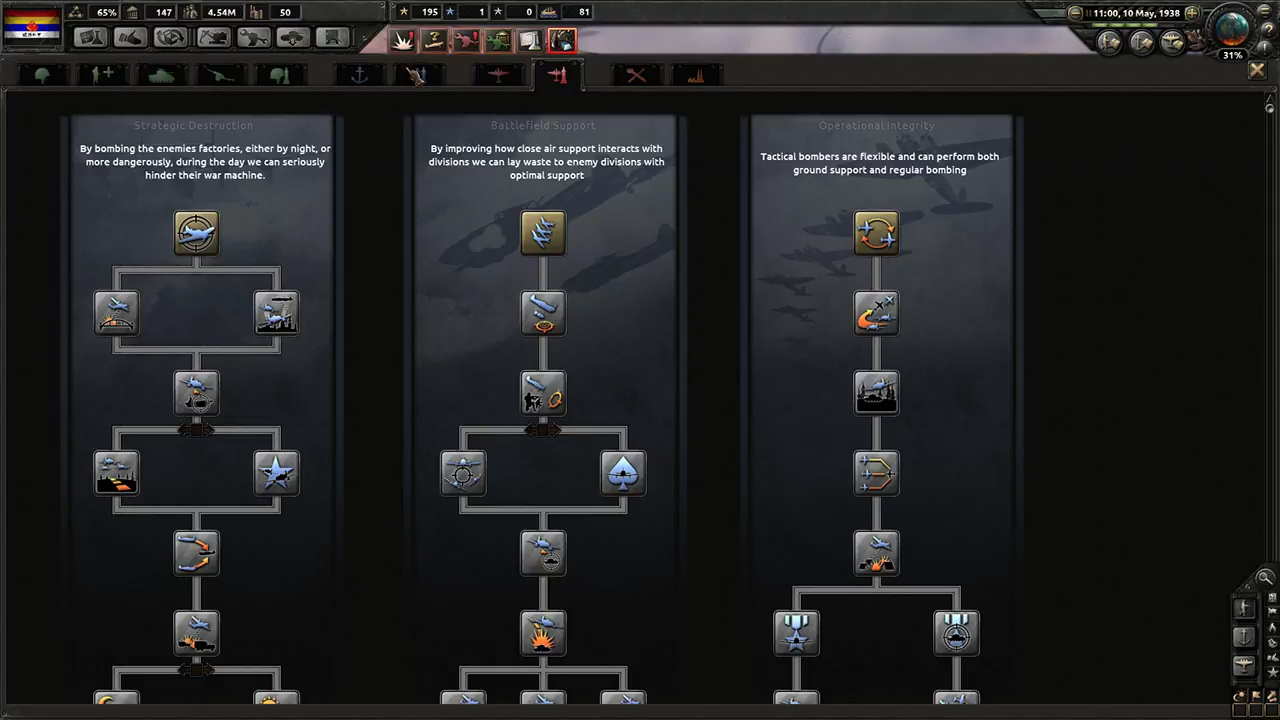 65%
147
4.54M
50
195
1
0
81
11:00, 10 May, 1938
31%
Strategic Destruction
By bombing the enemies factories, either by night, or
more dangerously, during the day we can seriously
hinder their war machine.
Battlefield Support
By improving how close air support interacts with
divisions we can lay waste to enemy divisions with
optimal support
Operational Integrity
Tactical bombers are flexible and can perform both
ground support and regular bombing